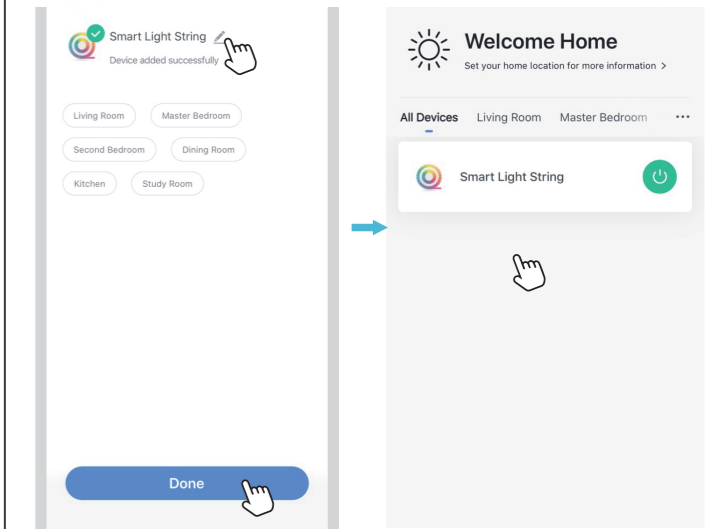 Smart Light String
Device added successfully
Living Room
Master Bedroom
Second Bedroom
Dining Room
Kitchen
Study Room
Done
Welcome Home
Set your home location for more information >
All Devices
Living Room
Master Bedroom
...
Smart Light String